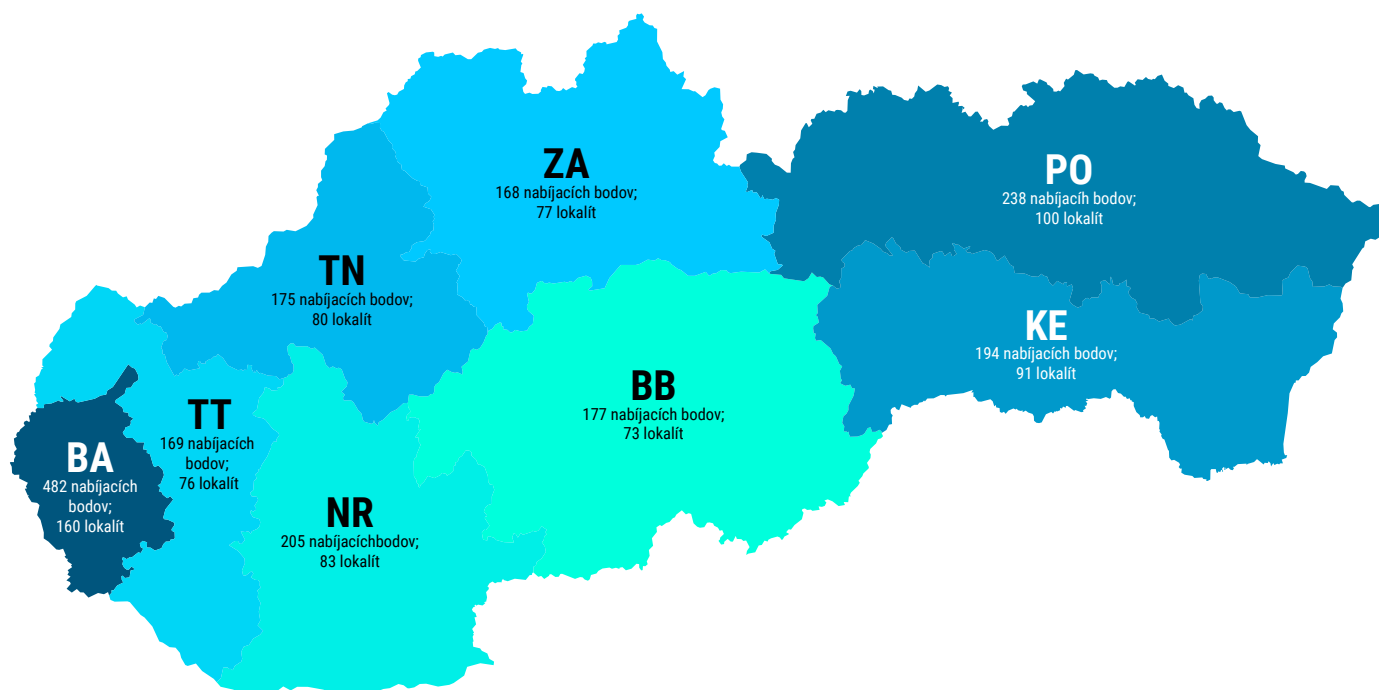 ZA
168 nabíjacích bodov;
77 lokalít
PO
238 nabíjacíh bodov;
100 lokalít
TN
175 nabíjacích bodov;
80 lokalít
KE
194 nabíjacích bodov;
91 lokalít
BB
177 nabíjacích bodov;
73 lokalít
TT
169 nabíjacích
bodov;
76 lokalít
BA
482 nabíjacích
bodov;
160 lokalít
NR
205 nabíjacíchbodov;
83 lokalít